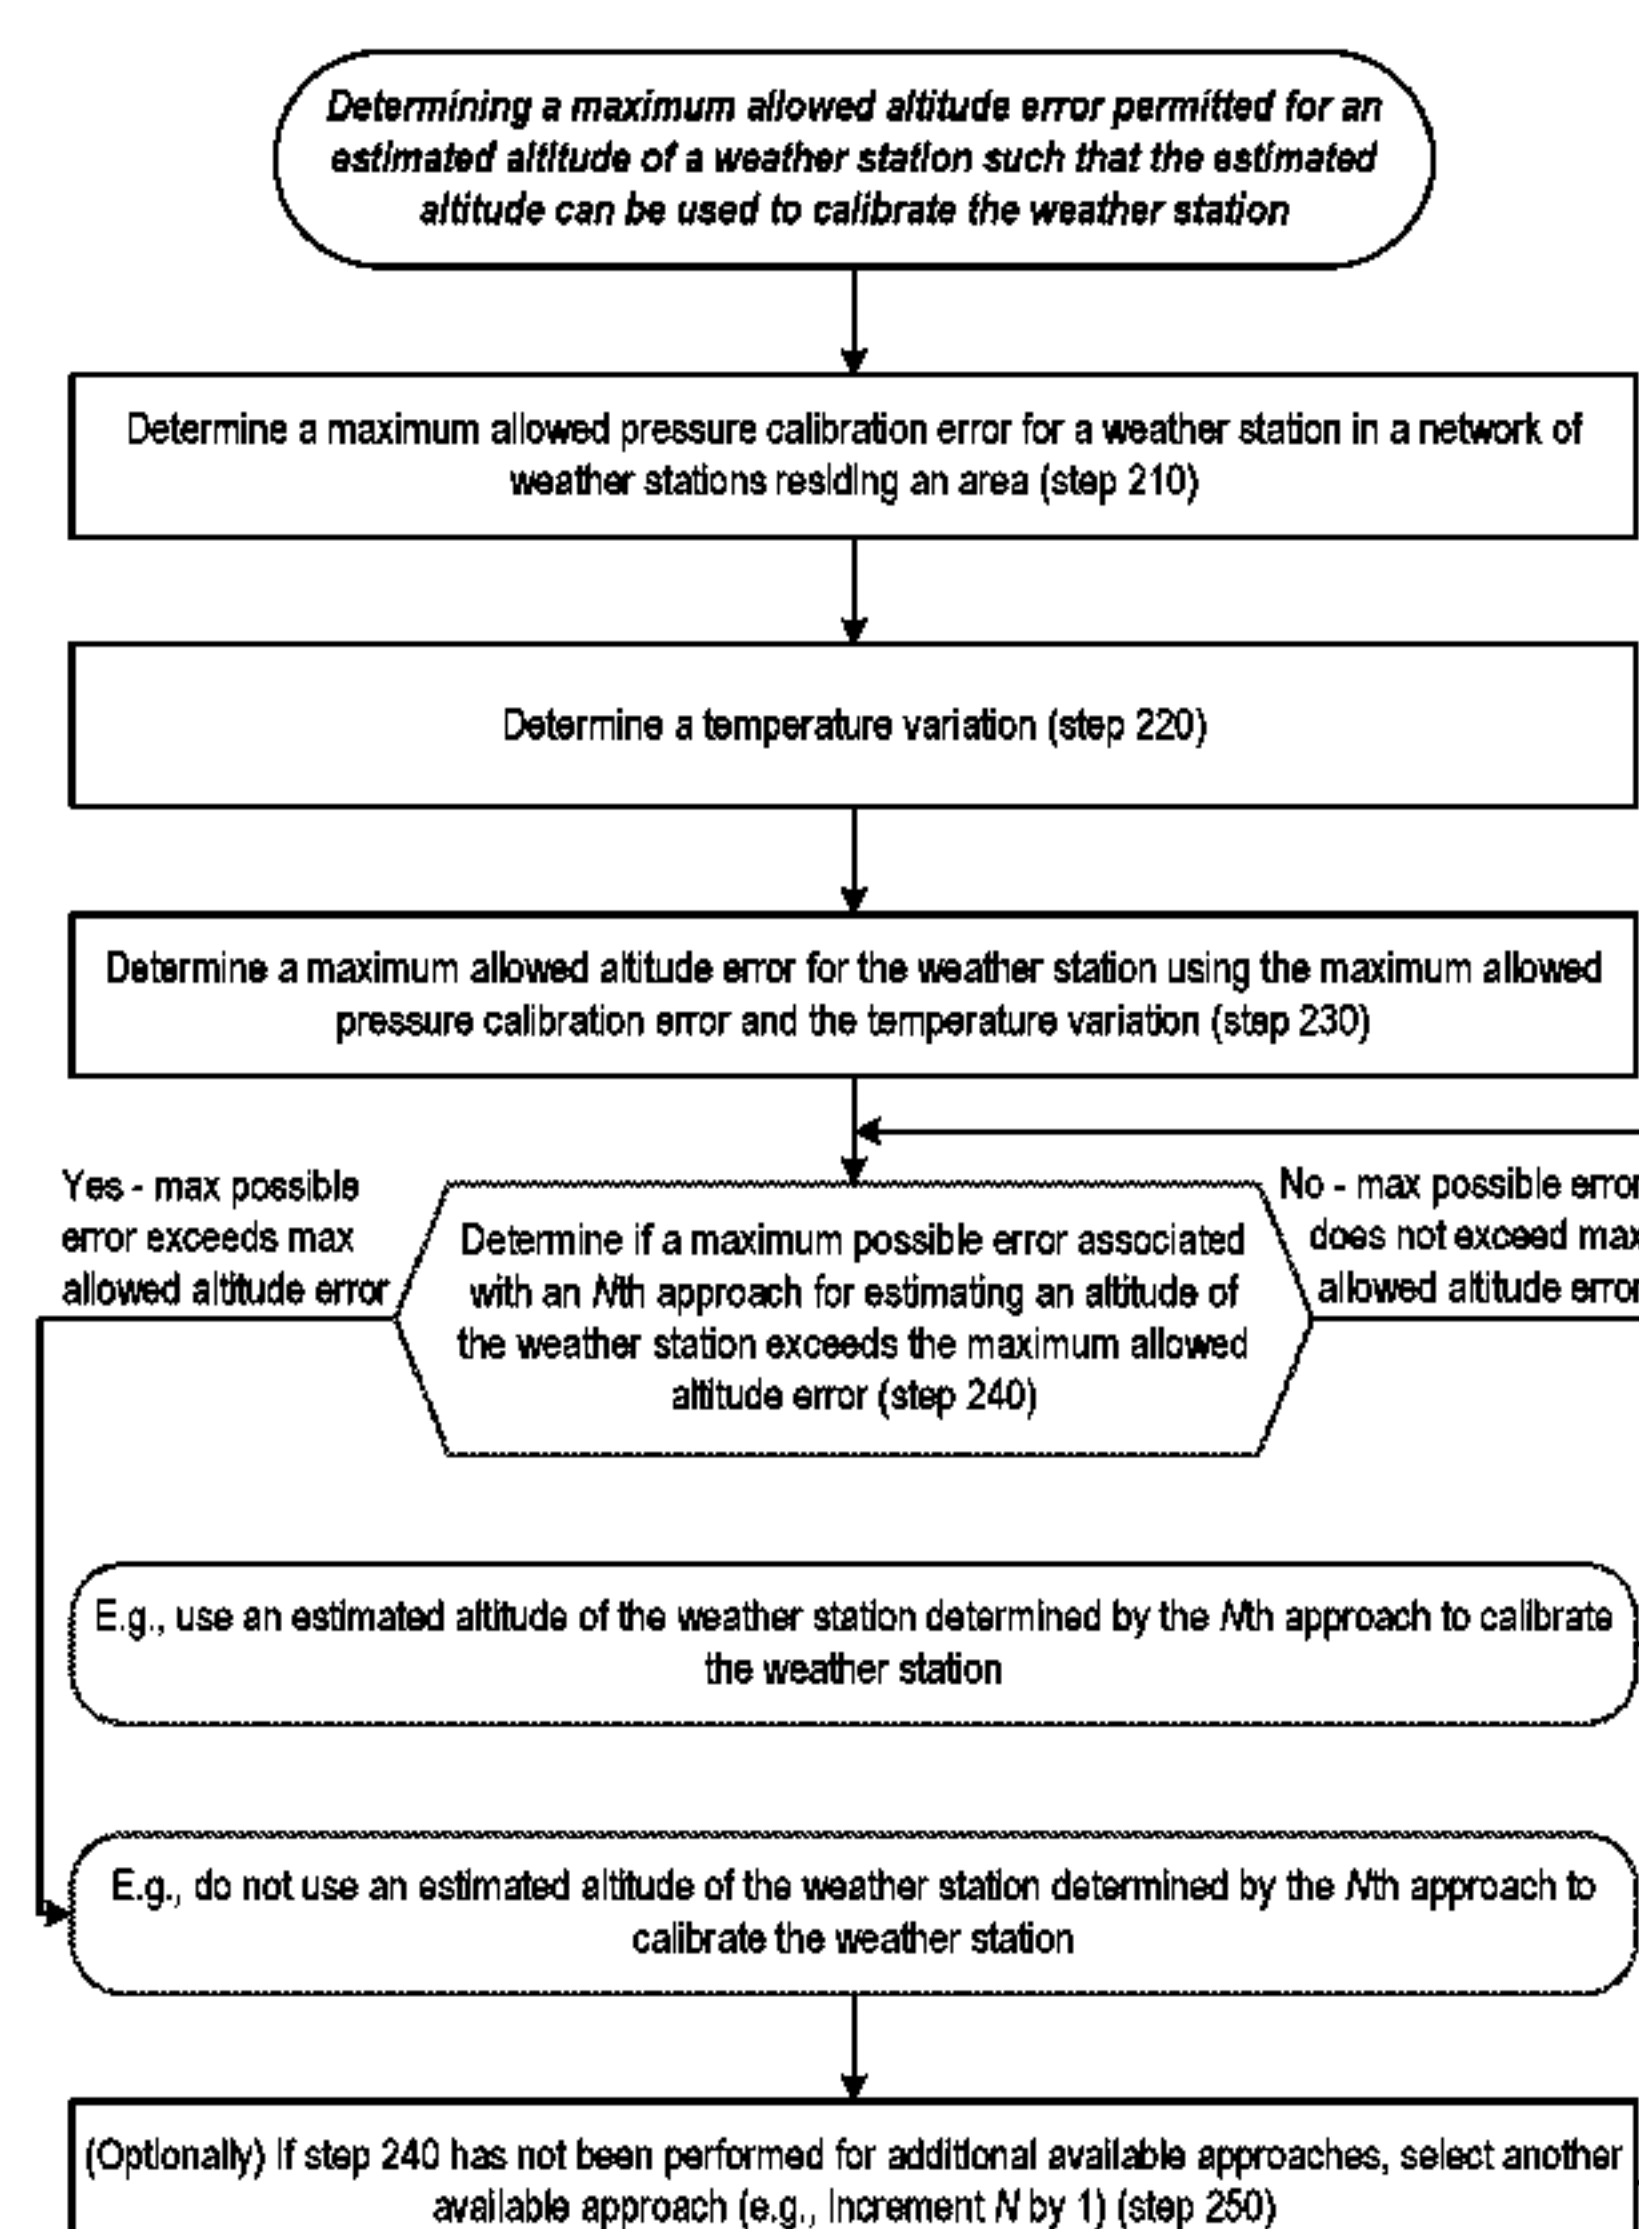 Determining a maximum allowed altitude error permitted for an
estimated altitude of a weather station such that the estimated
altitude can be used to calibrate the weather station
Determine a maximum allowed pressure calibration error for a weather station in a network of
weather stations residing an area (step 210)
Determine a temperature variation (step 220)
Determine a maximum allowed altitude error for the weather station using the maximum allowed
pressure calibration error and the temperature variation (step 230)
Yes - max possible
error exceeds max
allowed altitude error
Determine if a maximum possible error associated
with an Nth approach for estimating an altitude of
the weather station exceeds the maximum allowed
altitude error (step 240)
No - max possible error
does not exceed max
allowed altitude error
E.g., use an estimated altitude of the weather station determined by the Nth approach to calibrate
the weather station
E.g., do not use an estimated altitude of the weather station determined by the Nth approach to
calibrate the weather station
(Optionally) If step 240 has not been performed for additional available approaches, select another
available approach (e.g., Increment N by 1) (step 250)